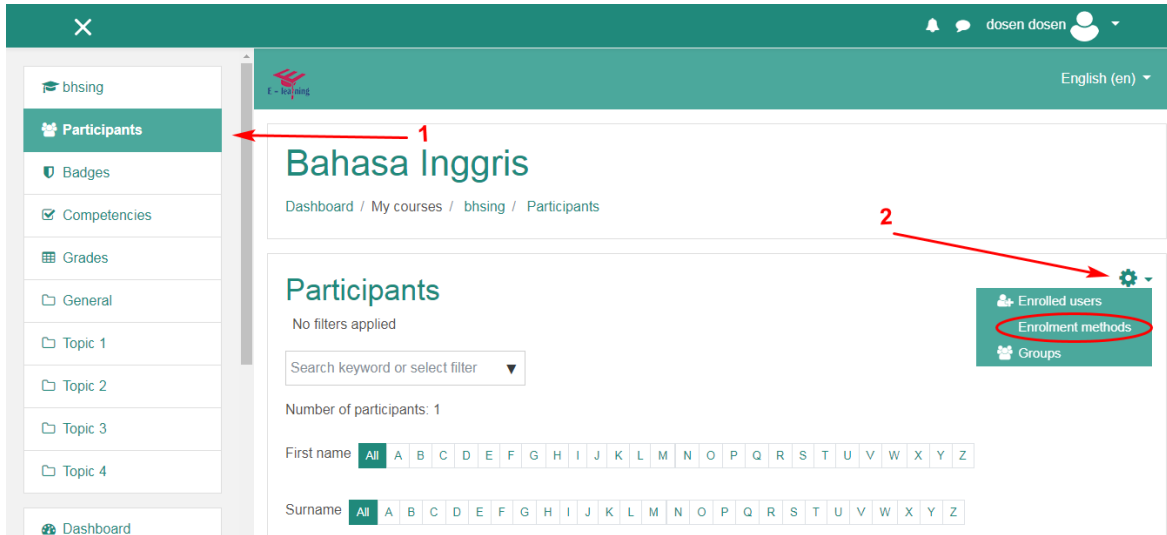 dosen dosen
bhsing
Participants
Badges
Competencies
Grades
General
Topic 1
Topic 2
Topic 3
Topic 4
Dashboard
1
E - learning
English (en)
Bahasa Inggris
Dashboard / My courses / bhsing / Participants
2
Participants
No filters applied
Enrolled users
Enrolment methods
Groups
Search keyword or select filter ▼
Number of participants: 1
First name All A B C D E F G H I J K L M N O P Q R S T U V W X Y Z
Surname All A B C D E F G H I J K L M N O P Q R S T U V W X Y Z